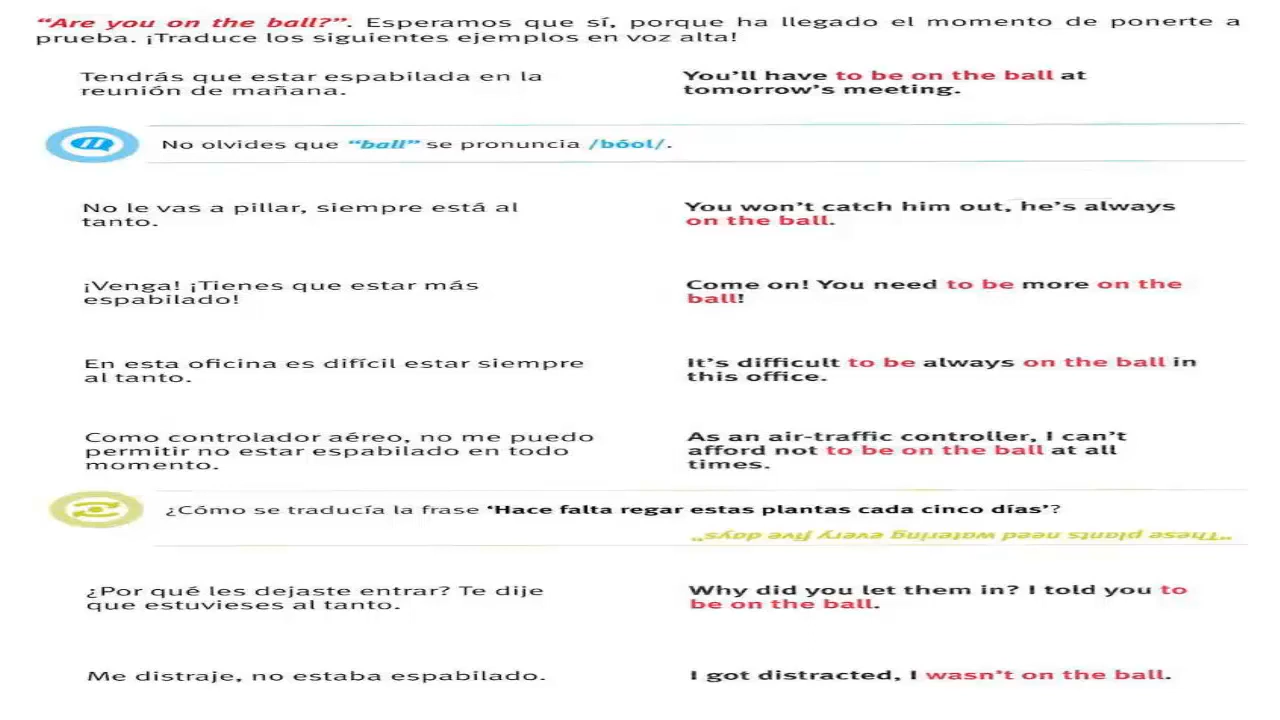 “Are you on the ball?”. Esperamos que sí, porque ha llegado el momento de ponerte a
prueba. ¡Traduce los siguientes ejemplos en voz alta!
Tendrás que estar espabilada en la
reunión de mañana.
You’ll have to be on the ball at
tomorrow’s meeting.
No olvides que “ball” se pronuncia /bóol/.
No le vas a pillar, siempre está al
tanto.
You won’t catch him out, he’s always
on the ball.
¡Venga! ¡Tienes que estar más
espabilado!
Come on! You need to be more on the
ball!
En esta oficina es difícil estar siempre
al tanto.
It’s difficult to be always on the ball in
this office.
Como controlador aéreo, no me puedo
permitir no estar espabilado en todo
momento.
As an air-traffic controller, I can’t
afford not to be on the ball at all
times.
¿Cómo se traducía la frase ‘Hace falta regar estas plantas cada cinco días’?
“These plants need watering every five days”
¿Por qué les dejaste entrar? Te dije
que estuvieses al tanto.
Why did you let them in? I told you to
be on the ball.
Me distraje, no estaba espabilado.
I got distracted, I wasn’t on the ball.